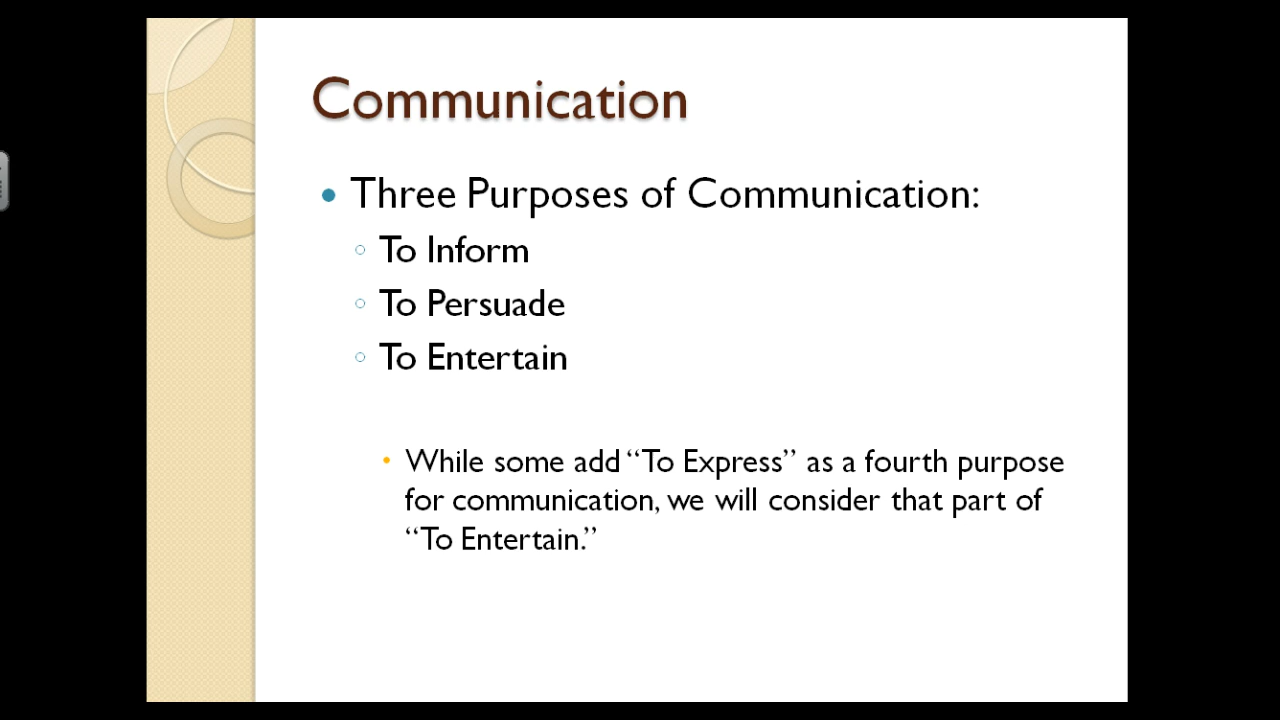 Communication
Three Purposes of Communication:
To Inform
To Persuade
To Entertain
While some add “To Express” as a fourth purpose
for communication, we will consider that part of
“To Entertain.”